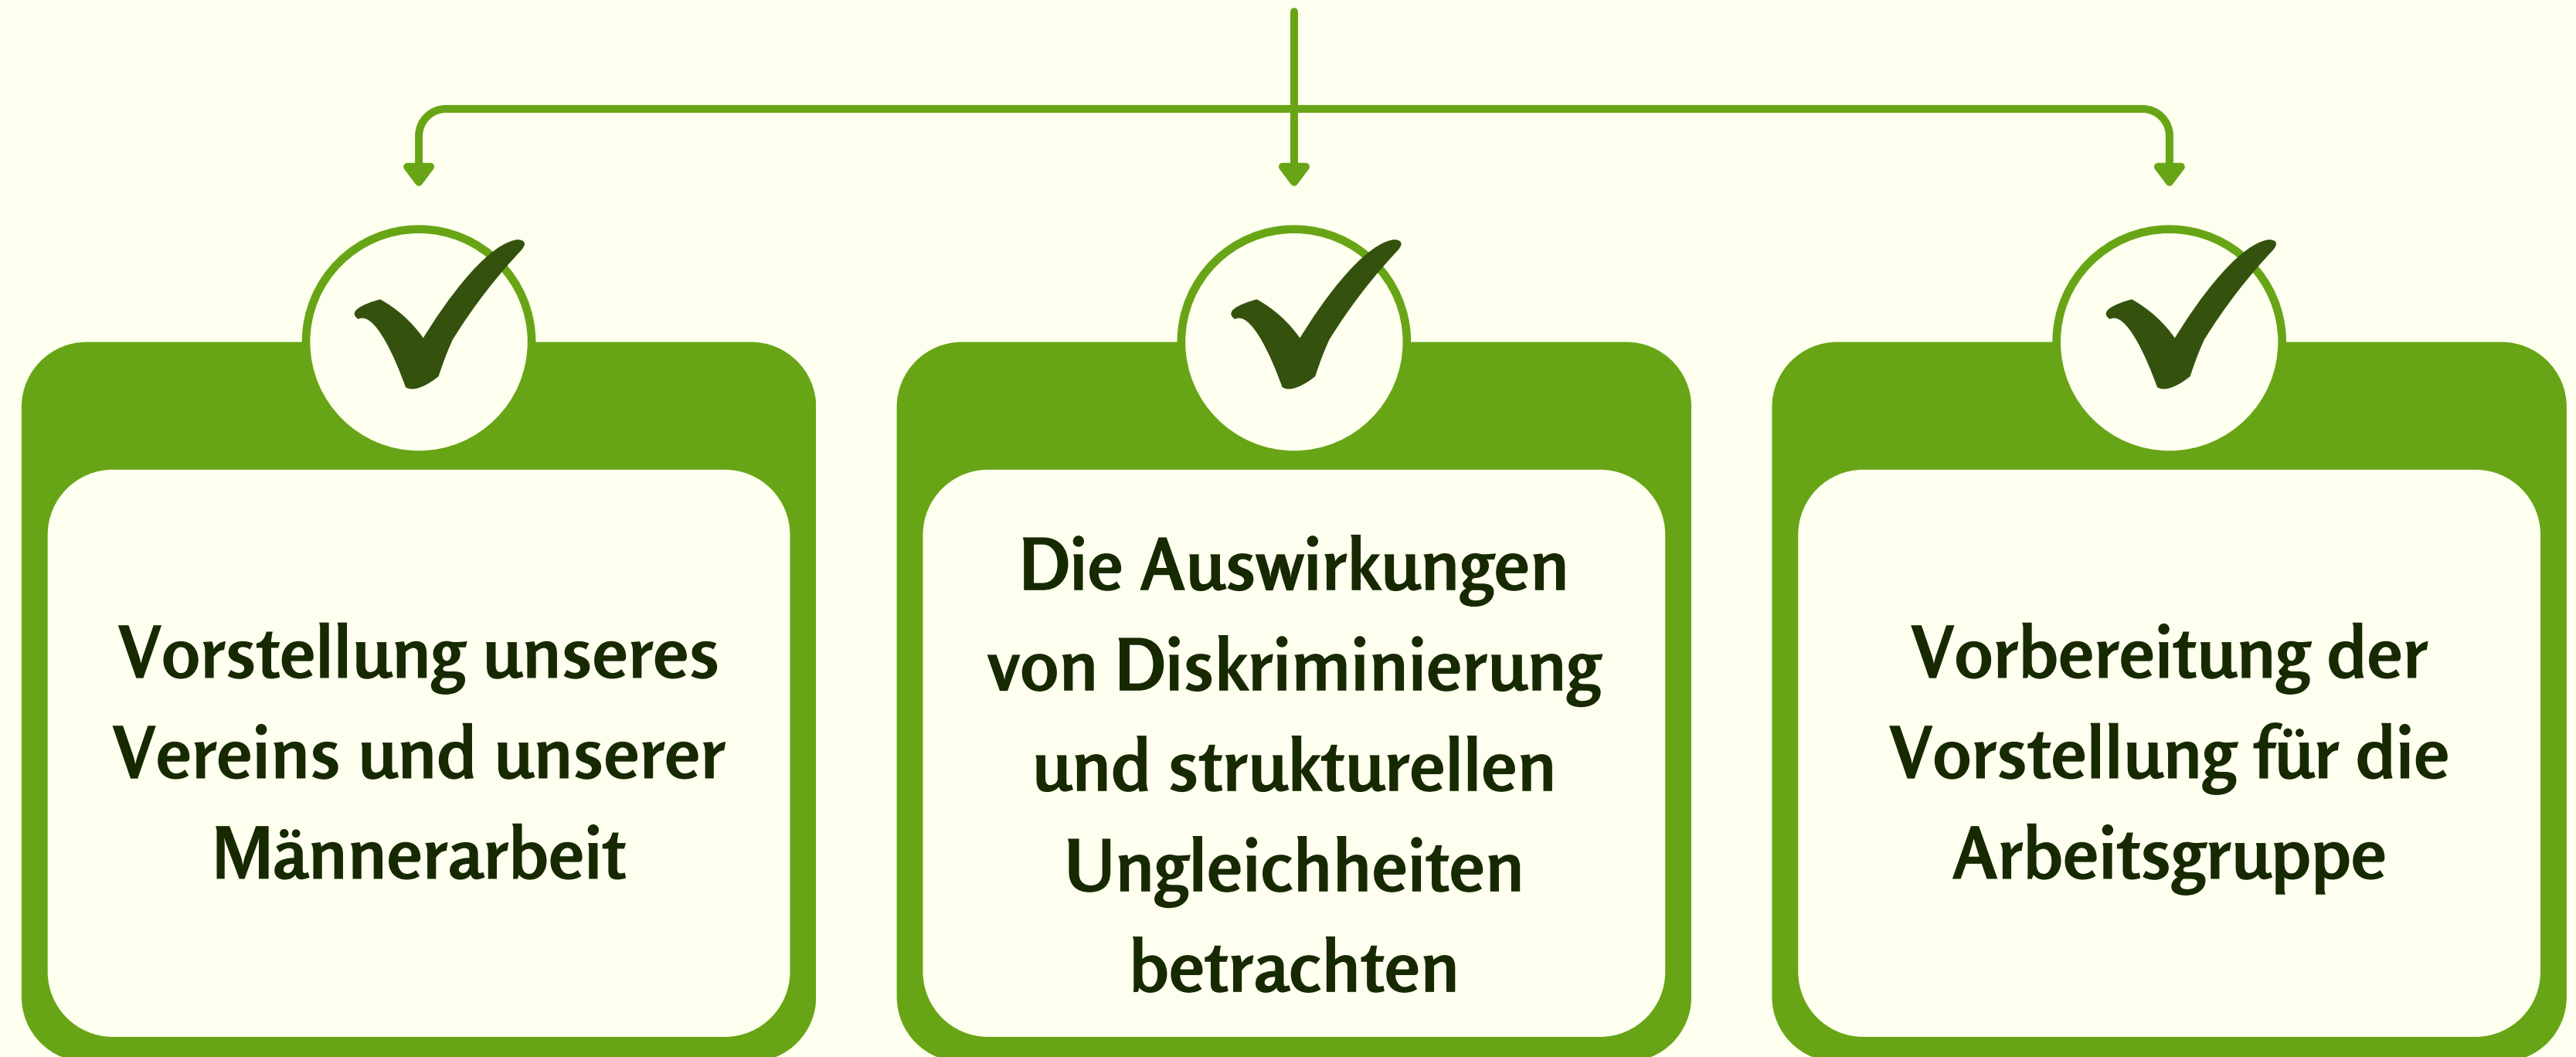 Vorstellung unseres
Vereins und unserer
Männerarbeit
Die Auswirkungen
von Diskriminierung
und strukturellen
Ungleichheiten
betrachten
Vorbereitung der
Vorstellung für die
Arbeitsgruppe